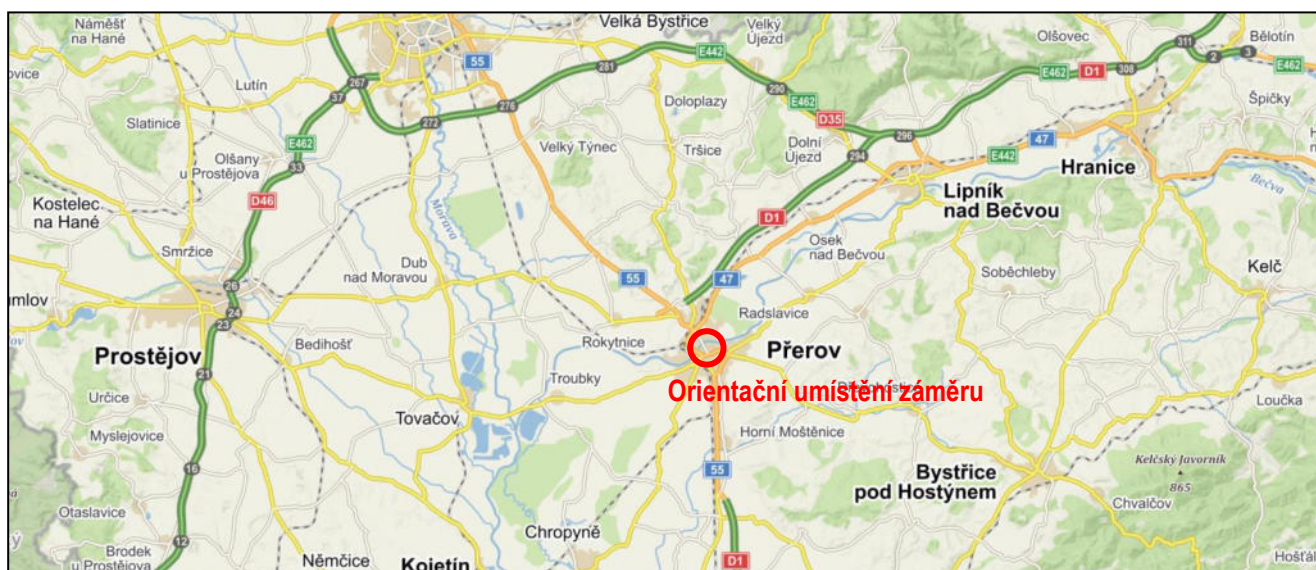 Náměšť
na Hané
Velká Bystřice
Velký
Újezd
Olšovec
Bělotín
55
E442
311
3
2
E462
281
267
E462
D1
308
Lutín
37
276
290
E462
Doloplazy
Špičky
Slatinice
272
D35
296
47
Olšany
u Prostějova
E462
33
Velký Týnec
Tršice
Dolní
Újezd
294
E442
Hranice
Bečva
Kostelec
na Hané
D46
Morava
Lipník
nad Bečvou
D1
Smržice
Dub
nad Moravou
Osek
nad Bečvou
Soběchleby
Kelč
26
55
47
24
23
Radslavice
Prostějov
Bedihošť
Rokytnice
Přerov
21
Troubky
Orientační umístění záměru
Určice
Tovačov
Loučka
Myslejovice
Horní Moštěnice
16
55
Bystřice
pod Hostýnem
Kelčský Javorník
865
Chvalčov
Otaslavice
Chropyně
12
Brodek
u Prostějova
Němčice
Kojetín
D1